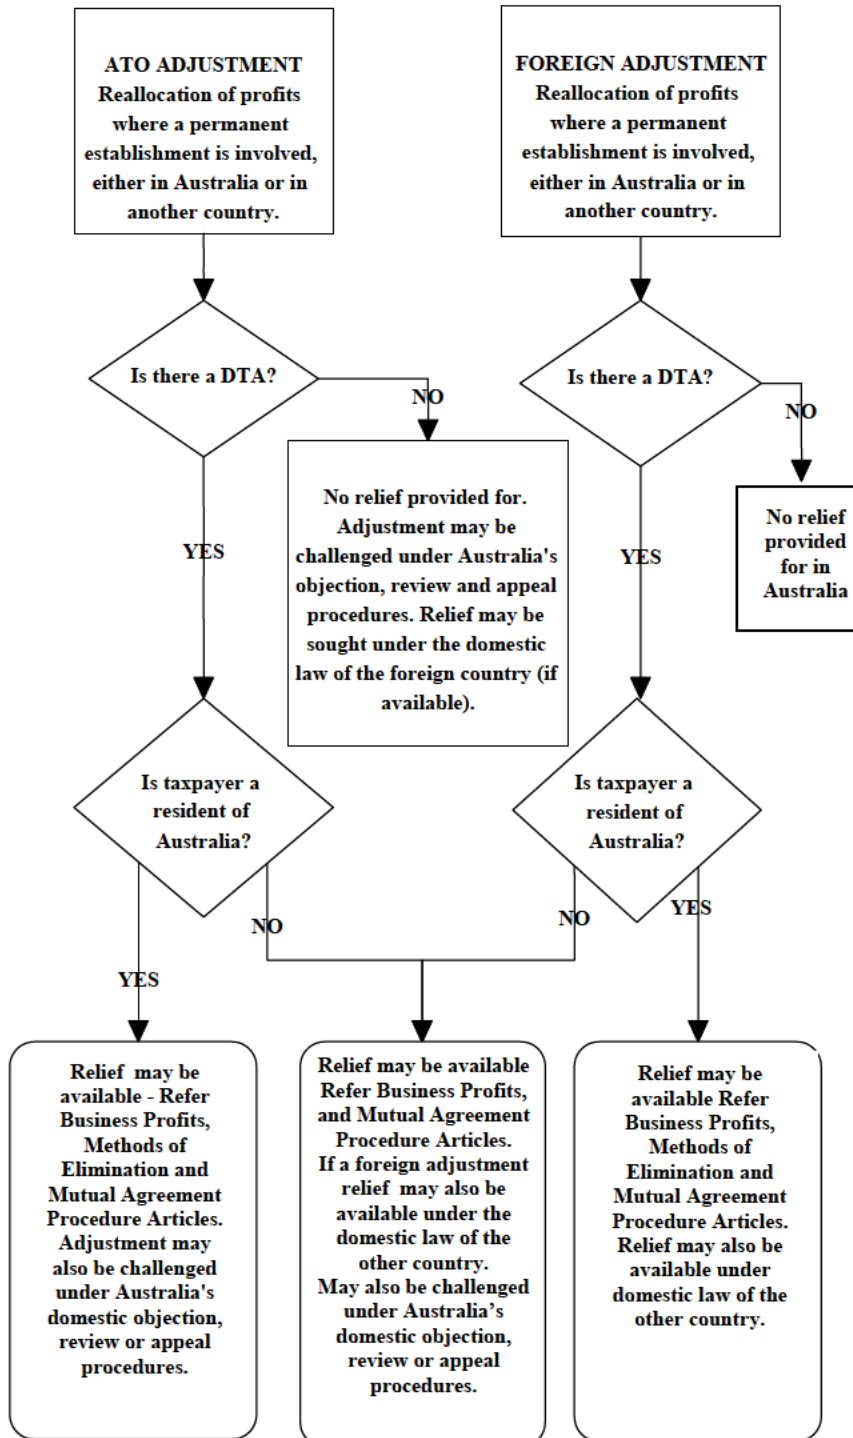 ATO ADJUSTMENT
Reallocation of profits
where a permanent
establishment is involved,
either in Australia or in
another country.
FOREIGN ADJUSTMENT
Reallocation of profits
where a permanent
establishment is involved,
either in Australia or in
another country.
Is there a DTA?
NO
Is there a DTA?
NO
No relief provided for.
Adjustment may be
challenged under Australia's
objection, review and appeal
procedures. Relief may be
sought under the domestic
law of the foreign country (if
available).
No relief
provided
for in
Australia
YES
YES
Is taxpayer a
resident of
Australia?
Is taxpayer a
resident of
Australia?
NO
NO
YES
YES
Relief may be
available - Refer
Business Profits,
Methods of
Elimination and
Mutual Agreement
Procedure Articles.
Adjustment may
also be challenged
under Australia's
domestic objection,
review or appeal
procedures.
Relief may be available
Refer Business Profits,
and Mutual Agreement
Procedure Articles.
If a foreign adjustment
relief may also be
available under the
domestic law of the
other country.
May also be challenged
under Australia’s
domestic objection,
review or appeal
procedures.
Relief may be
available Refer
Business Profits,
Methods of
Elimination and
Mutual Agreement
Procedure Articles.
Relief may also be
available under
domestic law of the
other country.